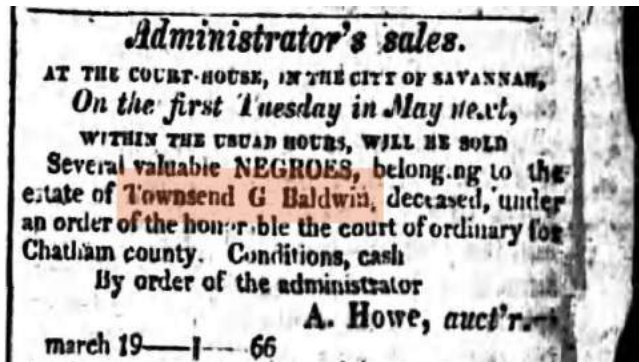 Administrator's sales.
AT THE COURT-HOUSE, IN THE CITY OF SAVANNAH,
On the first Tuesday in May next,
WITHIN THE USUAL HOURS, WILL BE SOLD
Several valuable NEGROES, belonging to the
estate of Townsend G Baldwin, deceased, under
an order of the honorable the court of ordinary for
Chatham county. Conditions, cash
By order of the administrator
A. Howe, auct'r.
march 19—1—66